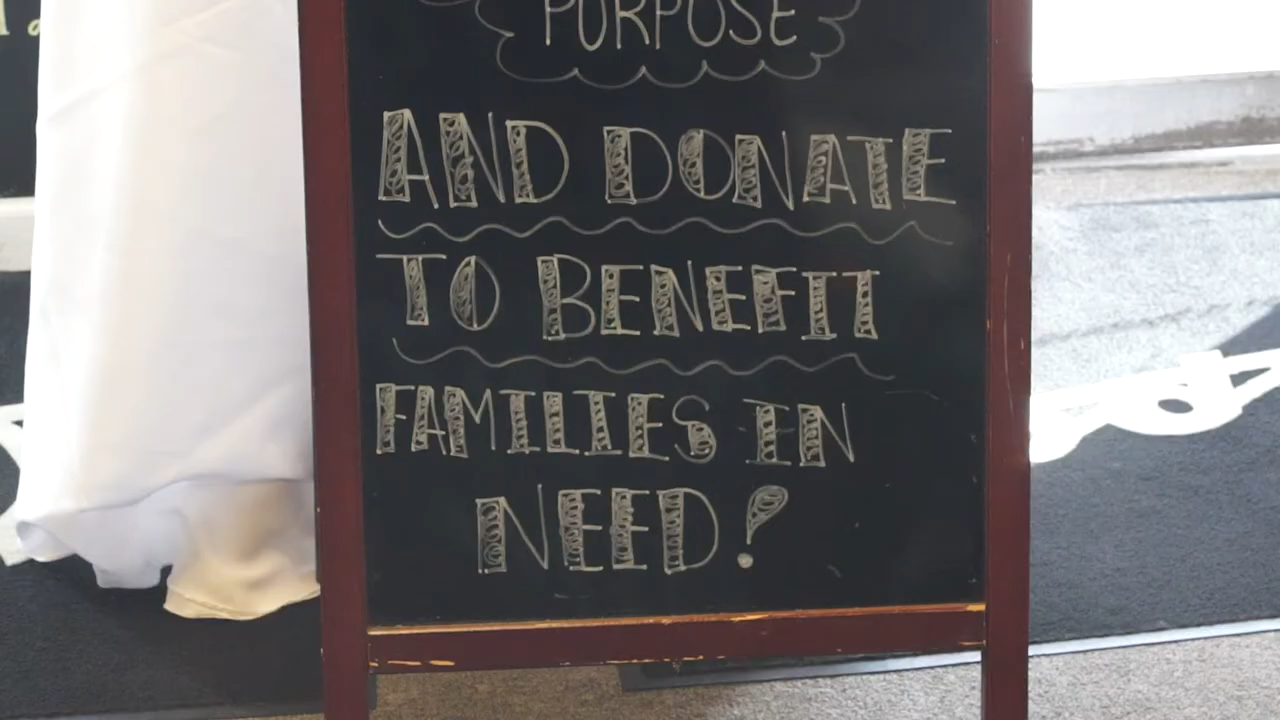 PURPOSE
AND DONATE
TO BENEFIT
FAMILIES IN
NEED!